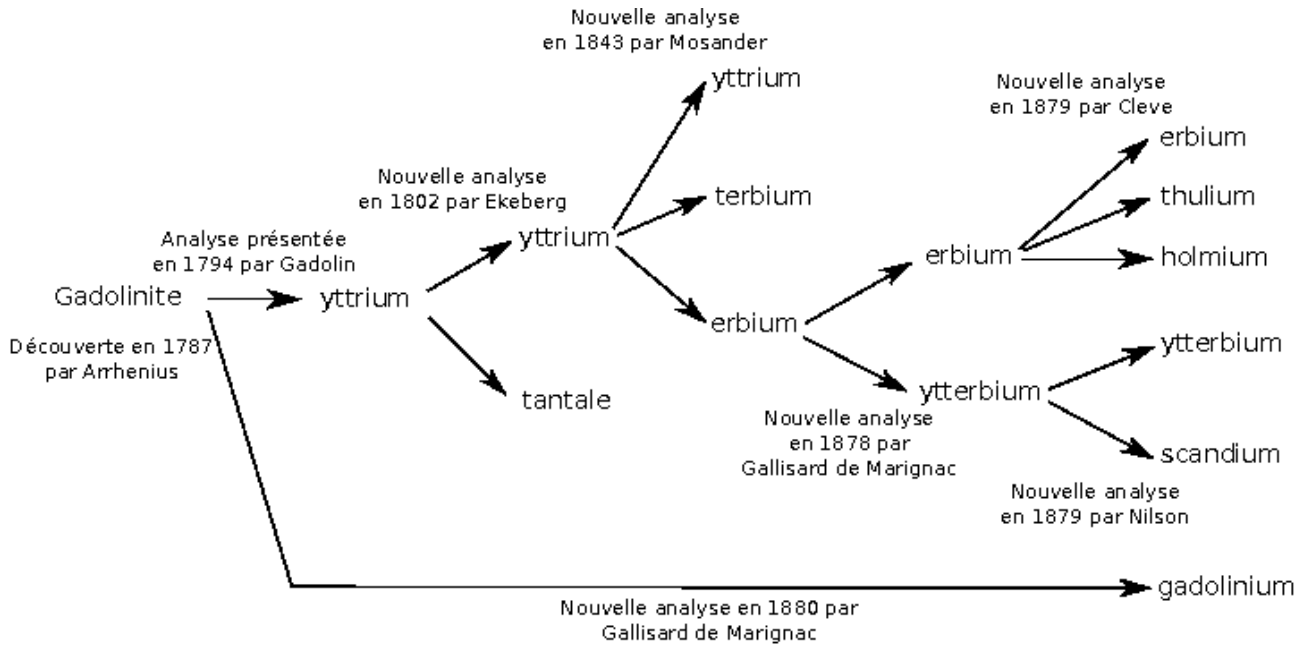 Nouvelle analyse
en 1843 par Mosander
yttrium
Nouvelle analyse
en 1879 par Cleve
erbium
Nouvelle analyse
en 1802 par Ekeberg
terbium
thulium
yttrium
Analyse présentée
en 1794 par Gadolin
erbium
holmium
Gadolinite
yttrium
erbium
Découverte en 1787
par Arrhenius
ytterbium
tantale
ytterbium
Nouvelle analyse
en 1878 par
Gallisard de Marignac
scandium
Nouvelle analyse
en 1879 par Nilson
gadolinium
Nouvelle analyse en 1880 par
Gallisard de Marignac